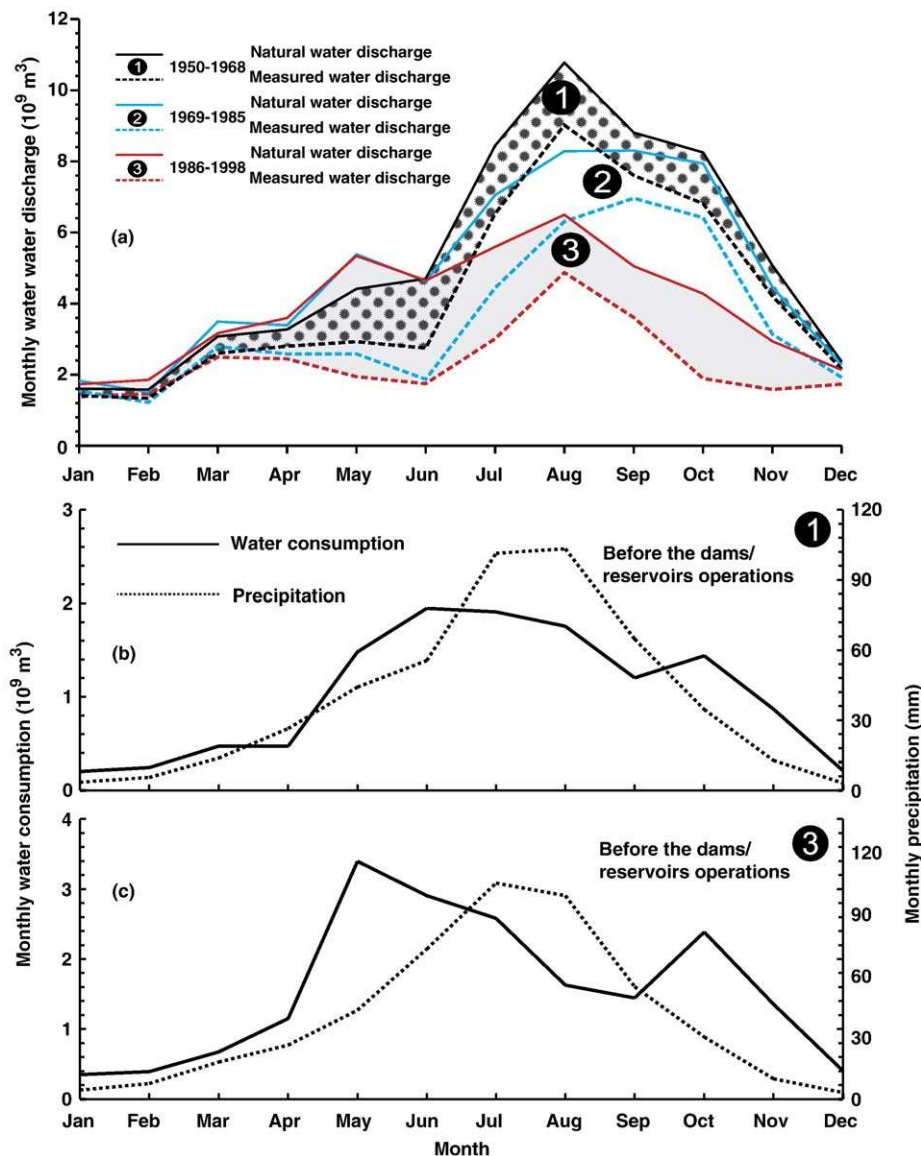 12
10
8
6
4
2
0
Monthly water water discharge (10⁹ m³)
Natural water discharge
1 1950-1968
Measured water discharge
Natural water discharge
2 1969-1985
Measured water discharge
Natural water discharge
3 1986-1998
Measured water discharge
(a)
1
2
3
Jan Feb Mar Apr May Jun Jul Aug Sep Oct Nov Dec
3
2
1
0
Monthly water consumption (10⁹ m³)
Water consumption
Precipitation
Before the dams/
reservoirs operations
1
(b)
120
90
60
30
0
Monthly precipitation (mm)
4
3
2
1
0
(c)
Before the dams/
reservoirs operations
3
120
90
60
30
0
Jan Feb Mar Apr May Jun Jul Aug Sep Oct Nov Dec
Month